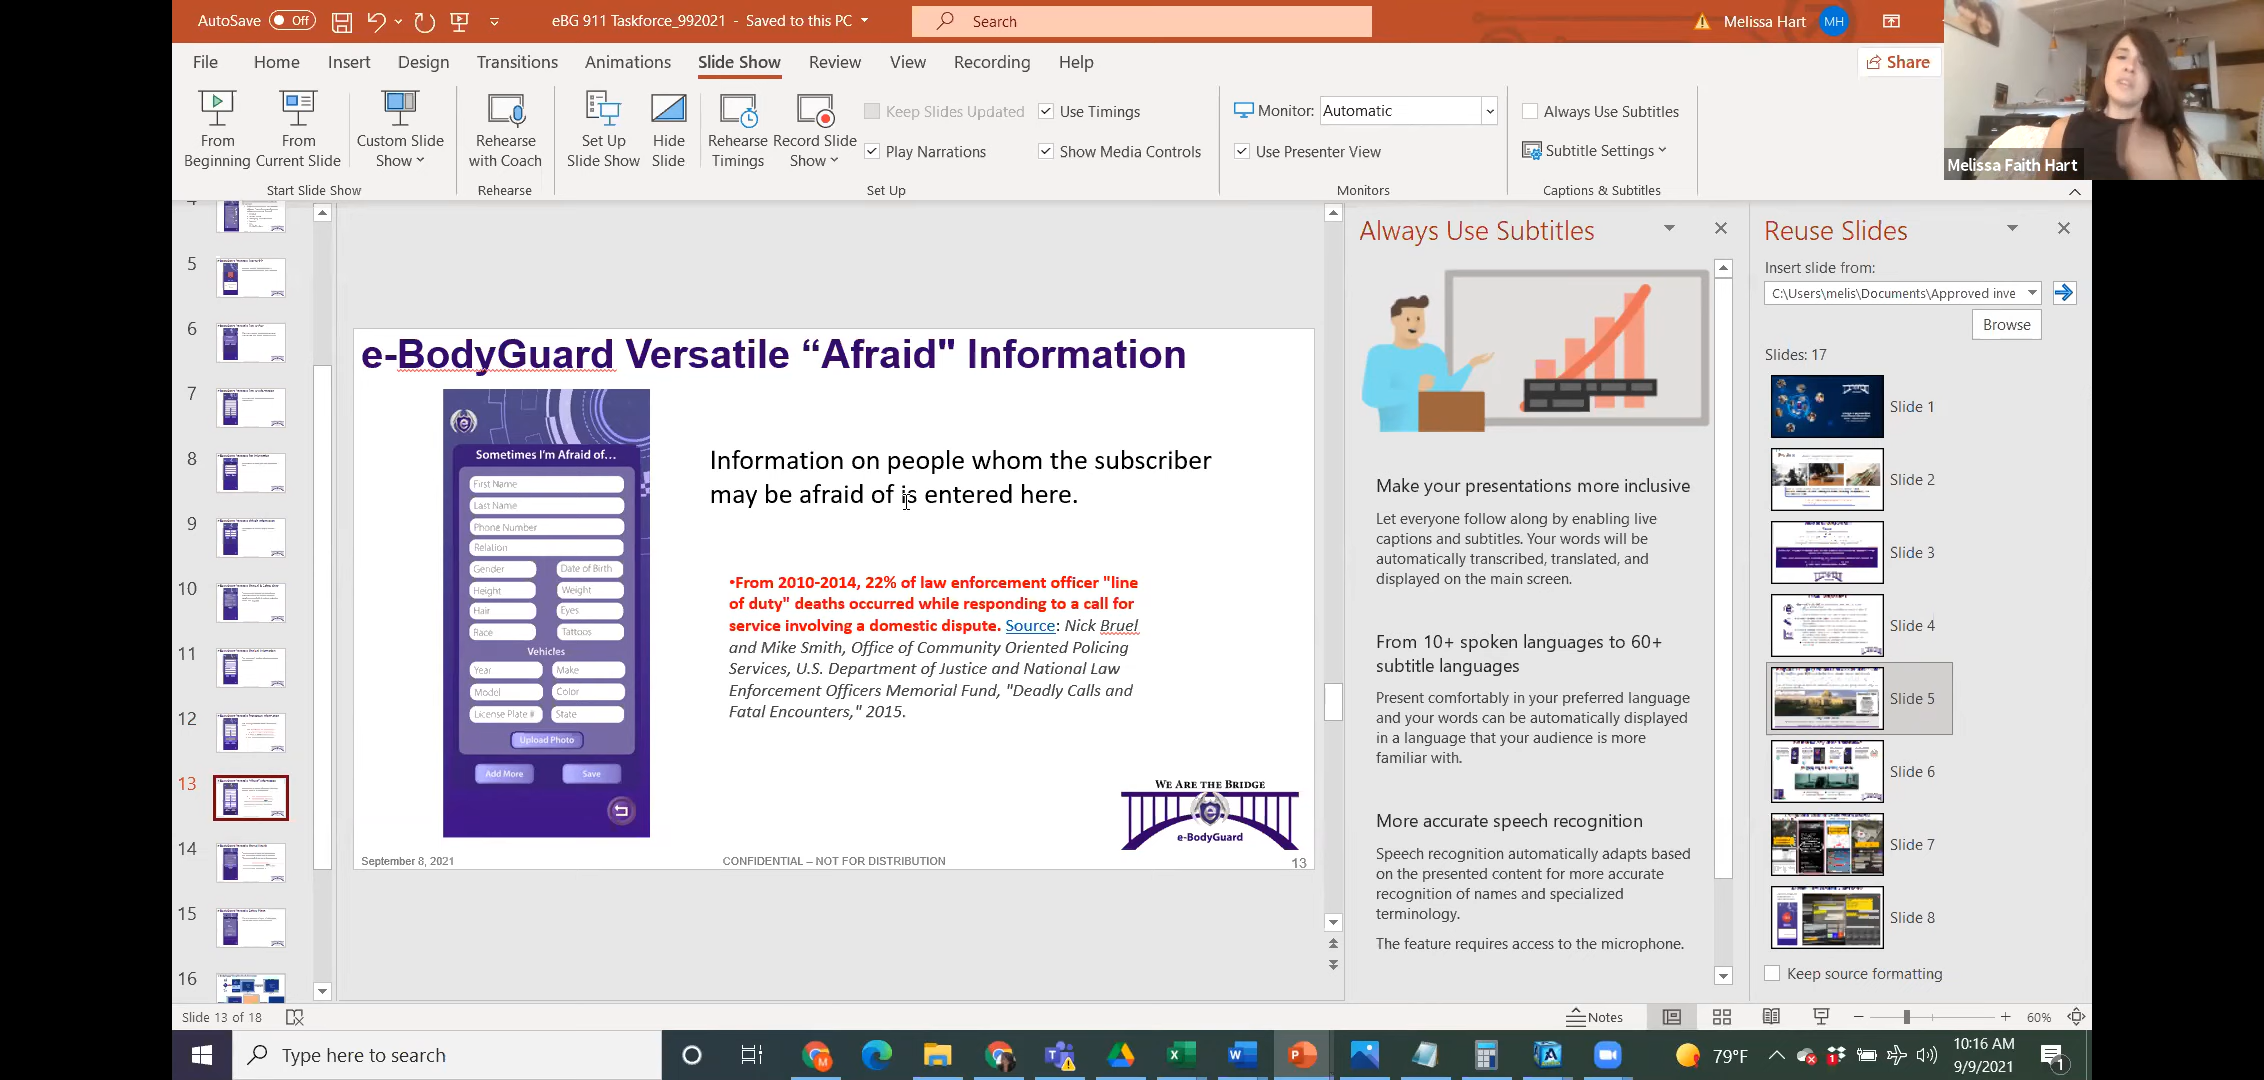 AutoSave Off
eBG 911 Taskforce_992021 - Saved to this PC
Search
Melissa Hart MH
File Home Insert Design Transitions Animations Slide Show Review View Recording Help
Share
From Beginning
From Current Slide
Custom Slide Show
Start Slide Show
Rehearse with Coach
Rehearse
Set Up Slide Show
Hide Slide
Rehearse Timings
Record Slide Show
Keep Slides Updated
Use Timings
Play Narrations
Show Media Controls
Set Up
Monitor: Automatic
Use Presenter View
Monitors
Always Use Subtitles
Subtitle Settings
Captions & Subtitles
Melissa Faith Hart
4
5
6
7
8
9
10
11
12
13
14
15
16
e-BodyGuard Versatile “Afraid" Information
Sometimes I'm Afraid of...
First Name
Last Name
Phone Number
Relation
Gender Date of Birth
Height Weight
Hair Eyes
Race Tattoos
Vehicles
Year Make
Model Color
License Plate # State
Upload Photo
Add More Save
Information on people whom the subscriber
may be afraid of is entered here.
•From 2010-2014, 22% of law enforcement officer "line
of duty" deaths occurred while responding to a call for
service involving a domestic dispute. Source: Nick Bruel
and Mike Smith, Office of Community Oriented Policing
Services, U.S. Department of Justice and National Law
Enforcement Officers Memorial Fund, "Deadly Calls and
Fatal Encounters," 2015.
WE ARE THE BRIDGE
e-BodyGuard
September 8, 2021
CONFIDENTIAL – NOT FOR DISTRIBUTION
13
Always Use Subtitles
Make your presentations more inclusive
Let everyone follow along by enabling live
captions and subtitles. Your words will be
automatically transcribed, translated, and
displayed on the main screen.
From 10+ spoken languages to 60+
subtitle languages
Present comfortably in your preferred language
and your words can be automatically displayed
in a language that your audience is more
familiar with.
More accurate speech recognition
Speech recognition automatically adapts based
on the presented content for more accurate
recognition of names and specialized
terminology.
The feature requires access to the microphone.
Reuse Slides
Insert slide from:
C:\Users\melis\Documents\Approved inve
Browse
Slides: 17
Slide 1
Slide 2
Slide 3
Slide 4
Slide 5
Slide 6
Slide 7
Slide 8
Keep source formatting
Slide 13 of 18
Notes
60%
Type here to search
79°F
10:16 AM
9/9/2021
1